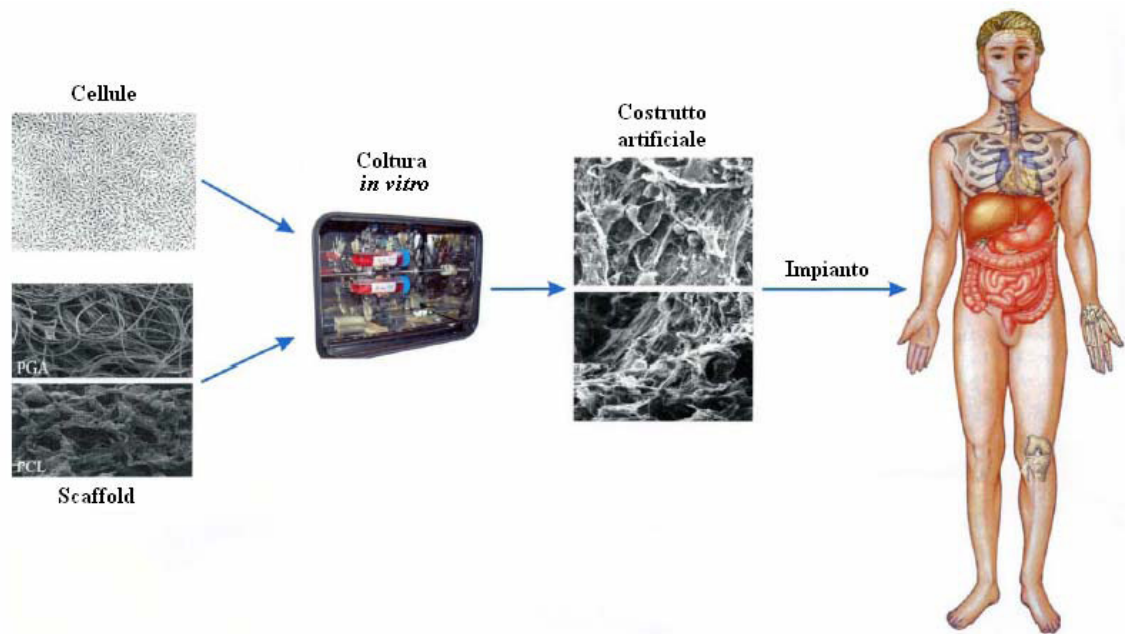 Cellule
Coltura
in vitro
Costrutto
artificiale
Impianto
PGA
PCL
Scaffold